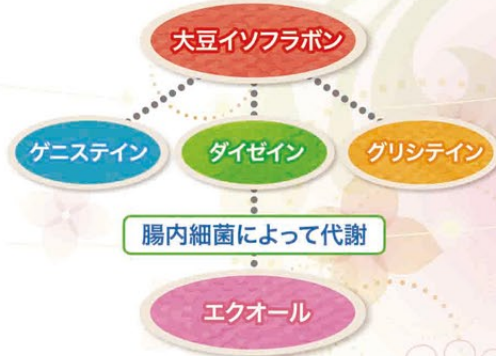 大豆イソフラボン
ゲニステイン
ダイゼイン
グリシテイン
腸内細菌によって代謝
エクオール